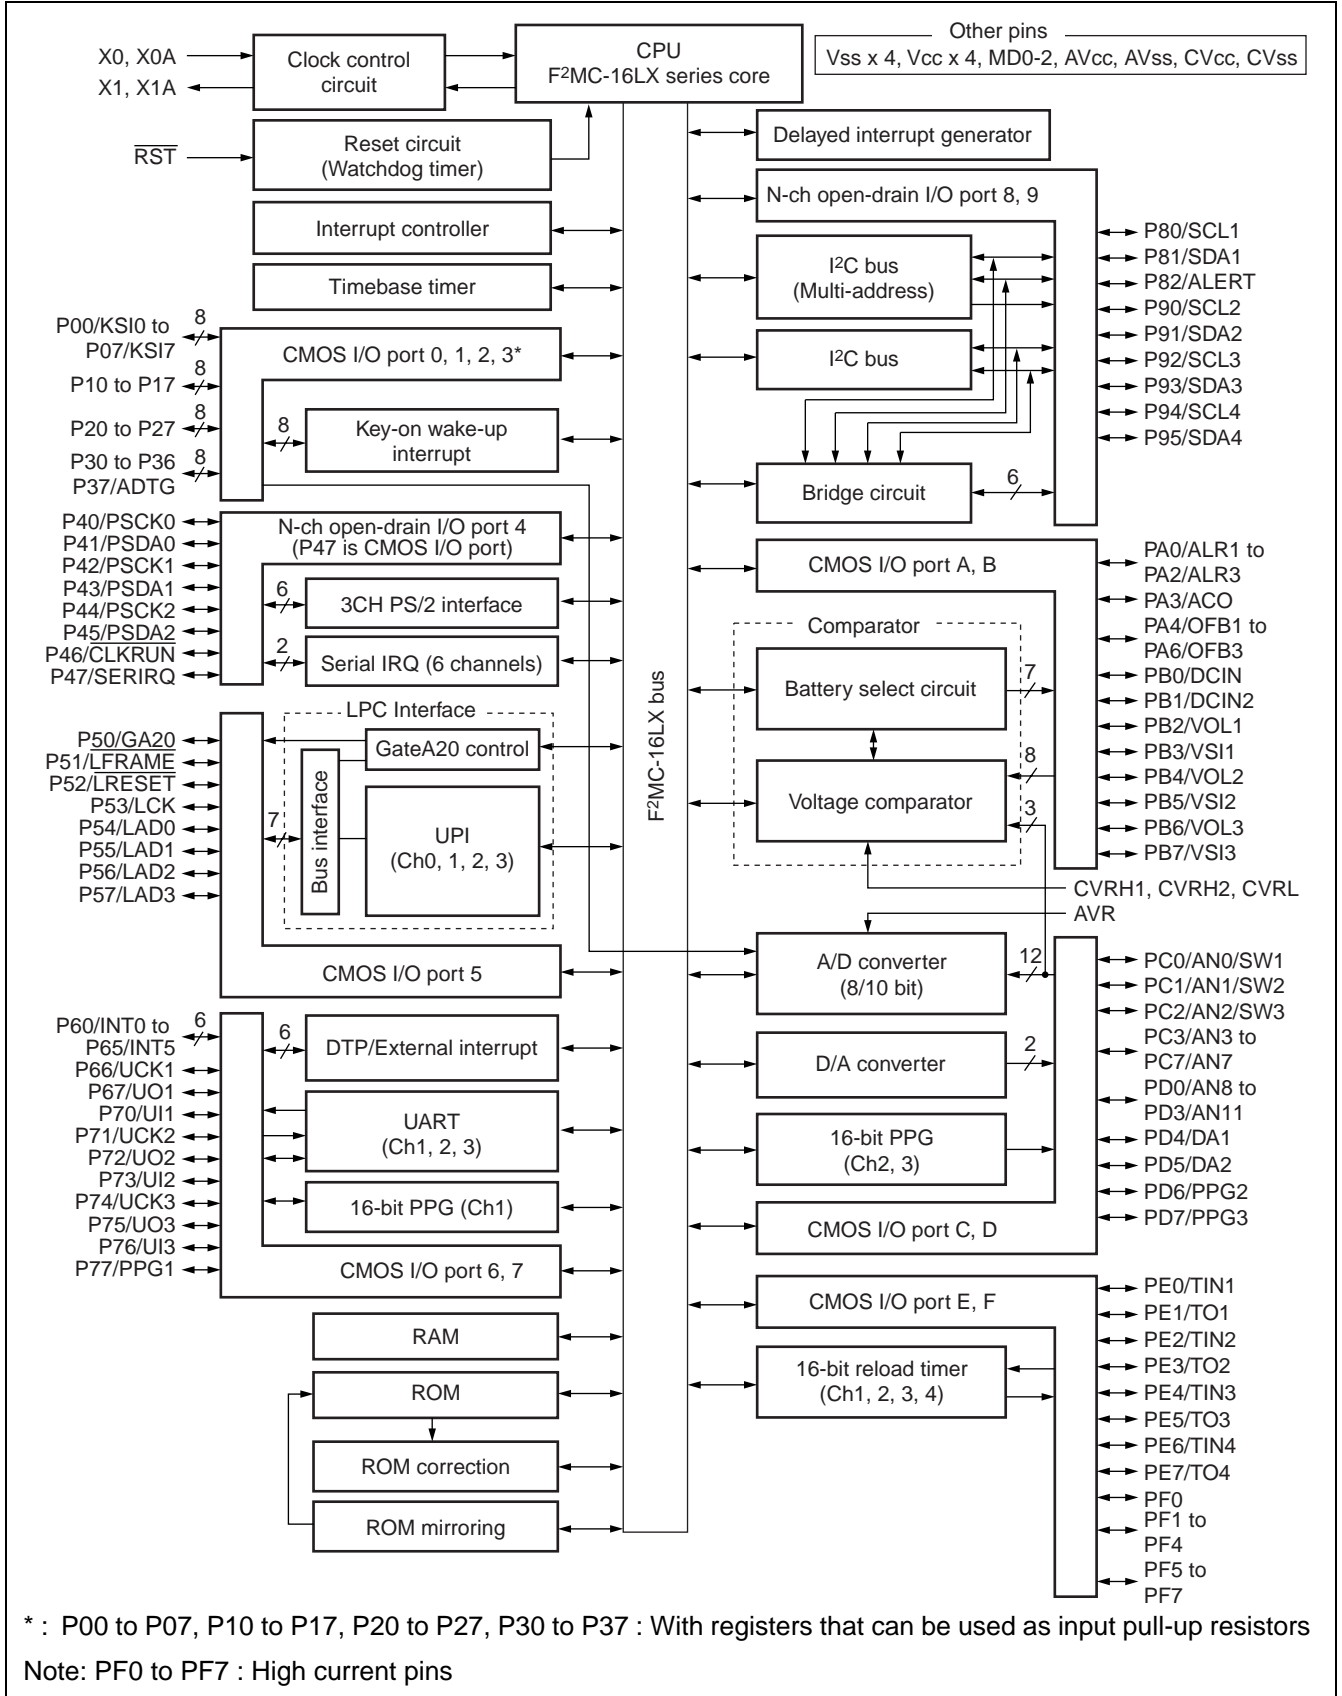 X0, X0A
X1, X1A
Clock control
circuit
CPU
F²MC-16LX series core
Other pins
Vss x 4, Vcc x 4, MD0-2, AVcc, AVss, CVcc, CVss
RST
Reset circuit
(Watchdog timer)
Interrupt controller
Timebase timer
P00/KSI0 to
P07/KSI7
8
P10 to P17
8
P20 to P27
8
P30 to P36
P37/ADTG
8
CMOS I/O port 0, 1, 2, 3*
8
Key-on wake-up
interrupt
P40/PSCK0
P41/PSDA0
P42/PSCK1
P43/PSDA1
P44/PSCK2
P45/PSDA2
P46/CLKRUN
P47/SERIRQ
N-ch open-drain I/O port 4
(P47 is CMOS I/O port)
6
3CH PS/2 interface
2
Serial IRQ (6 channels)
P50/GA20
P51/LFRAME
P52/LRESET
P53/LCK
P54/LAD0
P55/LAD1
P56/LAD2
P57/LAD3
LPC Interface
GateA20 control
7
Bus interface
UPI
(Ch0, 1, 2, 3)
CMOS I/O port 5
P60/INT0 to
P65/INT5
6
P66/UCK1
P67/UO1
P70/UI1
P71/UCK2
P72/UO2
P73/UI2
P74/UCK3
P75/UO3
P76/UI3
P77/PPG1
6
DTP/External interrupt
UART
(Ch1, 2, 3)
16-bit PPG (Ch1)
CMOS I/O port 6, 7
RAM
ROM
ROM correction
ROM mirroring
F²MC-16LX bus
Delayed interrupt generator
N-ch open-drain I/O port 8, 9
I²C bus
(Multi-address)
I²C bus
Bridge circuit
6
P80/SCL1
P81/SDA1
P82/ALERT
P90/SCL2
P91/SDA2
P92/SCL3
P93/SDA3
P94/SCL4
P95/SDA4
CMOS I/O port A, B
Comparator
Battery select circuit
7
Voltage comparator
8
3
PA0/ALR1 to
PA2/ALR3
PA3/ACO
PA4/OFB1 to
PA6/OFB3
PB0/DCIN
PB1/DCIN2
PB2/VOL1
PB3/VSI1
PB4/VOL2
PB5/VSI2
PB6/VOL3
PB7/VSI3
CVRH1, CVRH2, CVRL
AVR
A/D converter
(8/10 bit)
12
D/A converter
2
16-bit PPG
(Ch2, 3)
CMOS I/O port C, D
PC0/AN0/SW1
PC1/AN1/SW2
PC2/AN2/SW3
PC3/AN3 to
PC7/AN7
PD0/AN8 to
PD3/AN11
PD4/DA1
PD5/DA2
PD6/PPG2
PD7/PPG3
CMOS I/O port E, F
16-bit reload timer
(Ch1, 2, 3, 4)
PE0/TIN1
PE1/TO1
PE2/TIN2
PE3/TO2
PE4/TIN3
PE5/TO3
PE6/TIN4
PE7/TO4
PF0
PF1 to
PF4
PF5 to
PF7
* : P00 to P07, P10 to P17, P20 to P27, P30 to P37 : With registers that can be used as input pull-up resistors
Note: PF0 to PF7 : High current pins